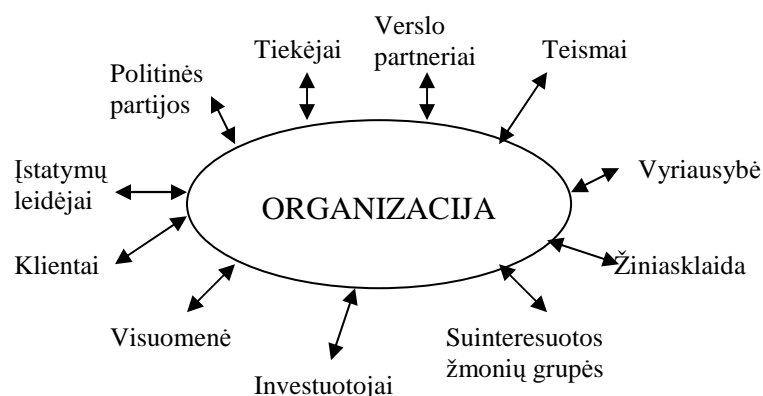 Verslo
partneriai
Tiekėjai
Teismai
Politinės
partijos
Įstatymų
leidėjai
Vyriausybė
ORGANIZACIJA
Klientai
Žiniasklaida
Visuomenė
Suinteresuotos
žmonių grupės
Investuotojai